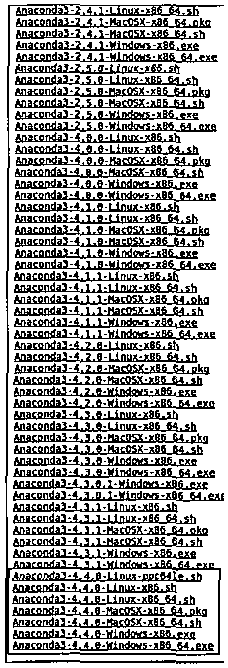 Anaconda3-2.4.1-Linux-x86_64.sh
Anaconda3-2.4.1-MacOSX-x86_64.pkg
Anaconda3-2.4.1-MacOSX-x86_64.sh
Anaconda3-2.4.1-Windows-x86.exe
Anaconda3-2.4.1-Windows-x86_64.exe
Anaconda3-2.5.0-Linux-x86.sh
Anaconda3-2.5.0-Linux-x86_64.sh
Anaconda3-2.5.0-MacOSX-x86_64.pkg
Anaconda3-2.5.0-MacOSX-x86_64.sh
Anaconda3-2.5.0-Windows-x86.exe
Anaconda3-2.5.0-Windows-x86_64.exe
Anaconda3-4.0.0-Linux-x86.sh
Anaconda3-4.0.0-Linux-x86_64.sh
Anaconda3-4.0.0-MacOSX-x86_64.pkg
Anaconda3-4.0.0-MacOSX-x86_64.sh
Anaconda3-4.0.0-Windows-x86.exe
Anaconda3-4.0.0-Windows-x86_64.exe
Anaconda3-4.1.0-Linux-x86.sh
Anaconda3-4.1.0-Linux-x86_64.sh
Anaconda3-4.1.0-MacOSX-x86_64.pkg
Anaconda3-4.1.0-MacOSX-x86_64.sh
Anaconda3-4.1.0-Windows-x86.exe
Anaconda3-4.1.0-Windows-x86_64.exe
Anaconda3-4.1.1-Linux-x86.sh
Anaconda3-4.1.1-Linux-x86_64.sh
Anaconda3-4.1.1-MacOSX-x86_64.pkg
Anaconda3-4.1.1-MacOSX-x86_64.sh
Anaconda3-4.1.1-Windows-x86.exe
Anaconda3-4.1.1-Windows-x86_64.exe
Anaconda3-4.2.0-Linux-x86.sh
Anaconda3-4.2.0-Linux-x86_64.sh
Anaconda3-4.2.0-MacOSX-x86_64.pkg
Anaconda3-4.2.0-MacOSX-x86_64.sh
Anaconda3-4.2.0-Windows-x86.exe
Anaconda3-4.2.0-Windows-x86_64.exe
Anaconda3-4.3.0-Linux-x86.sh
Anaconda3-4.3.0-Linux-x86_64.sh
Anaconda3-4.3.0-MacOSX-x86_64.pkg
Anaconda3-4.3.0-MacOSX-x86_64.sh
Anaconda3-4.3.0-Windows-x86.exe
Anaconda3-4.3.0-Windows-x86_64.exe
Anaconda3-4.3.0.1-Windows-x86.exe
Anaconda3-4.3.0.1-Windows-x86_64.exe
Anaconda3-4.3.1-Linux-x86.sh
Anaconda3-4.3.1-Linux-x86_64.sh
Anaconda3-4.3.1-MacOSX-x86_64.pkg
Anaconda3-4.3.1-MacOSX-x86_64.sh
Anaconda3-4.3.1-Windows-x86.exe
Anaconda3-4.3.1-Windows-x86_64.exe
Anaconda3-4.4.0-Linux-ppc64le.sh
Anaconda3-4.4.0-Linux-x86.sh
Anaconda3-4.4.0-Linux-x86_64.sh
Anaconda3-4.4.0-MacOSX-x86_64.pkg
Anaconda3-4.4.0-MacOSX-x86_64.sh
Anaconda3-4.4.0-Windows-x86.exe
Anaconda3-4.4.0-Windows-x86_64.exe